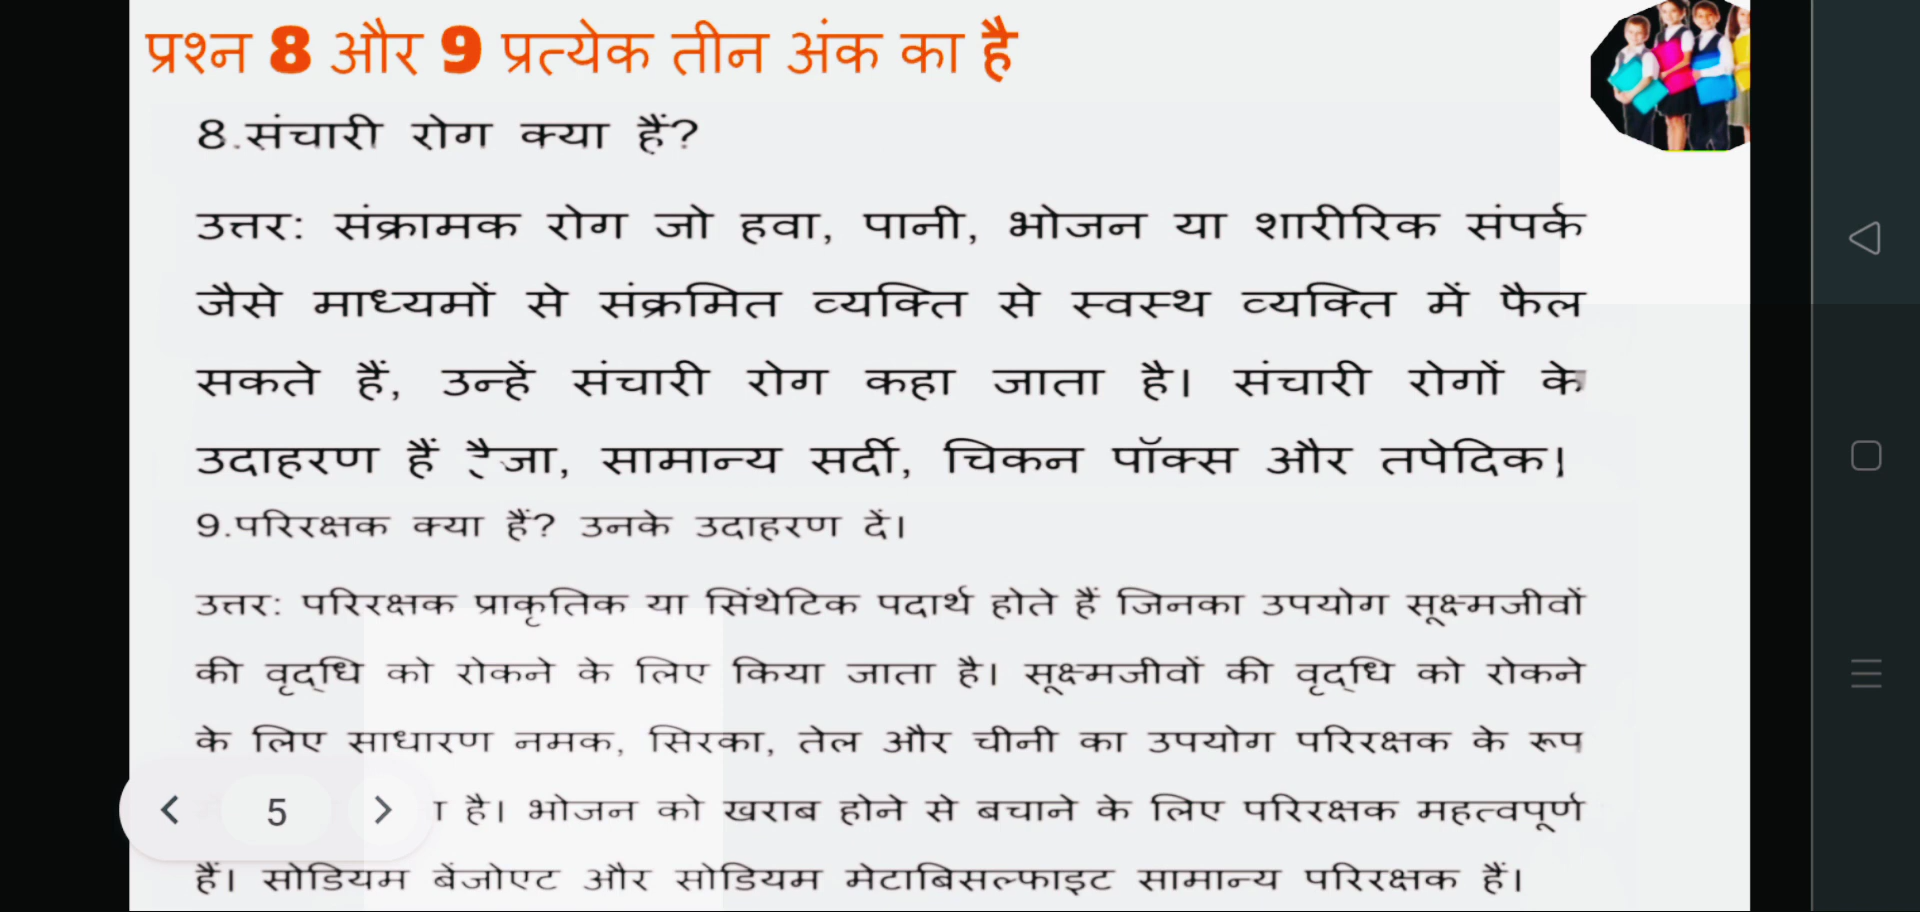 प्रश्न 8 और 9 प्रत्येक तीन अंक का है
8.संचारी रोग क्या हैं?
उत्तर: संक्रामक रोग जो हवा, पानी, भोजन या शारीरिक संपर्क
जैसे माध्यमों से संक्रमित व्यक्ति से स्वस्थ व्यक्ति में फैल
सकते हैं, उन्हें संचारी रोग कहा जाता है। संचारी रोगों के
उदाहरण हैं सामान्य सर्दी, चिकन पॉक्स और तपेदिक।
9.परिरक्षक क्या हैं? उनके उदाहरण दें।
उत्तर: परिरक्षक प्राकृतिक या सिंथेटिक पदार्थ होते हैं जिनका उपयोग सूक्ष्मजीवों
की वृद्धि को रोकने के लिए किया जाता है। सूक्ष्मजीवों की वृद्धि को रोकने
के लिए साधारण नमक, सिरका, तेल और चीनी का उपयोग परिरक्षक के रूप
है। भोजन को खराब होने से बचाने के लिए परिरक्षक महत्वपूर्ण
5
हैं। सोडियम बेंजोएट और सोडियम मेटाबिसल्फाइट सामान्य परिरक्षक हैं।